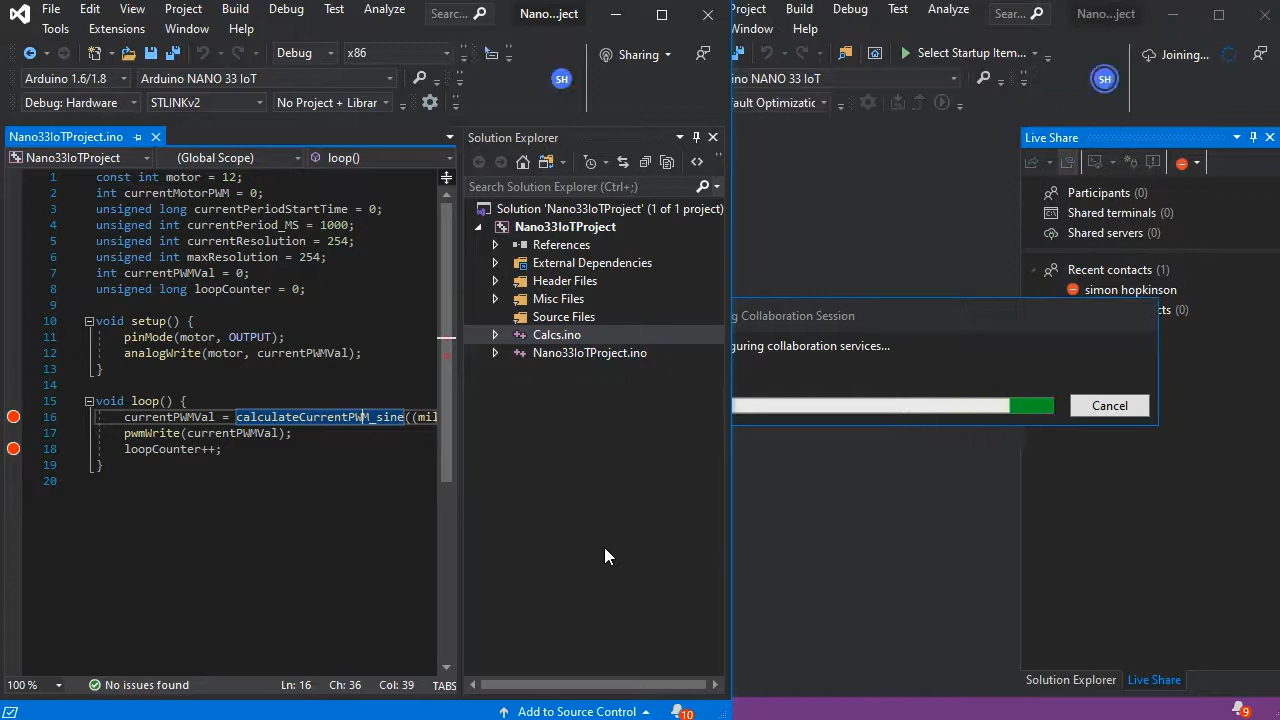 File Edit View Project Build Debug Test Analyze Searc... Nano...ject
Tools Extensions Window Help
Debug x86 Sharing
Arduino 1.6/1.8 Arduino NANO 33 IoT SH
Debug: Hardware STLINKv2 No Project + Librar
Nano33IoTProject.ino
Nano33IoTProject (Global Scope) loop()
1 const int motor = 12;
2 int currentMotorPWM = 0;
3 unsigned long currentPeriodStartTime = 0;
4 unsigned int currentPeriod_MS = 1000;
5 unsigned int currentResolution = 254;
6 unsigned int maxResolution = 254;
7 int currentPWMVal = 0;
8 unsigned long loopCounter = 0;
9
10 void setup() {
11 pinMode(motor, OUTPUT);
12 analogWrite(motor, currentPWMVal);
13 }
14
15 void loop() {
16 currentPWMVal = calculateCurrentPWM_sine((mil
17 pwmWrite(currentPWMVal);
18 loopCounter++;
19 }
20
100 % No issues found Ln: 16 Ch: 36 Col: 39 TABS
Solution Explorer
Search Solution Explorer (Ctrl+;)
Solution 'Nano33IoTProject' (1 of 1 project)
Nano33IoTProject
References
External Dependencies
Header Files
Misc Files
Source Files
Calcs.ino
Nano33IoTProject.ino
Add to Source Control 10
Project Build Debug Test Analyze Sear... Nano...ject
Window Help
Select Startup Item... Joining...
ino NANO 33 IoT SH
ault Optimizatic
Live Share
Participants (0)
Shared terminals (0)
Shared servers (0)
Recent contacts (1)
simon hopkinson
cts (0)
g Collaboration Session
guring collaboration services...
Cancel
Solution Explorer Live Share
9